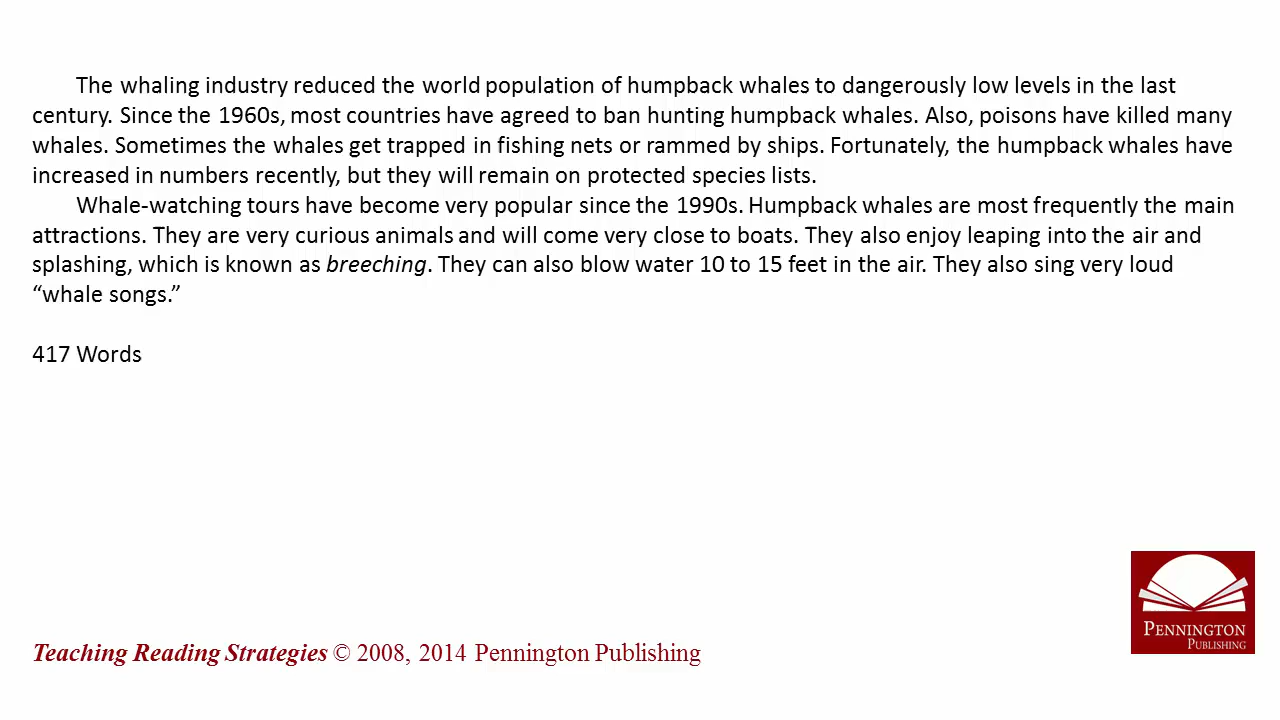 The whaling industry reduced the world population of humpback whales to dangerously low levels in the last
century. Since the 1960s, most countries have agreed to ban hunting humpback whales. Also, poisons have killed many
whales. Sometimes the whales get trapped in fishing nets or rammed by ships. Fortunately, the humpback whales have
increased in numbers recently, but they will remain on protected species lists.
Whale-watching tours have become very popular since the 1990s. Humpback whales are most frequently the main
attractions. They are very curious animals and will come very close to boats. They also enjoy leaping into the air and
splashing, which is known as breeching. They can also blow water 10 to 15 feet in the air. They also sing very loud
“whale songs.”
417 Words
PENNINGTON
PUBLISHING
Teaching Reading Strategies © 2008, 2014 Pennington Publishing